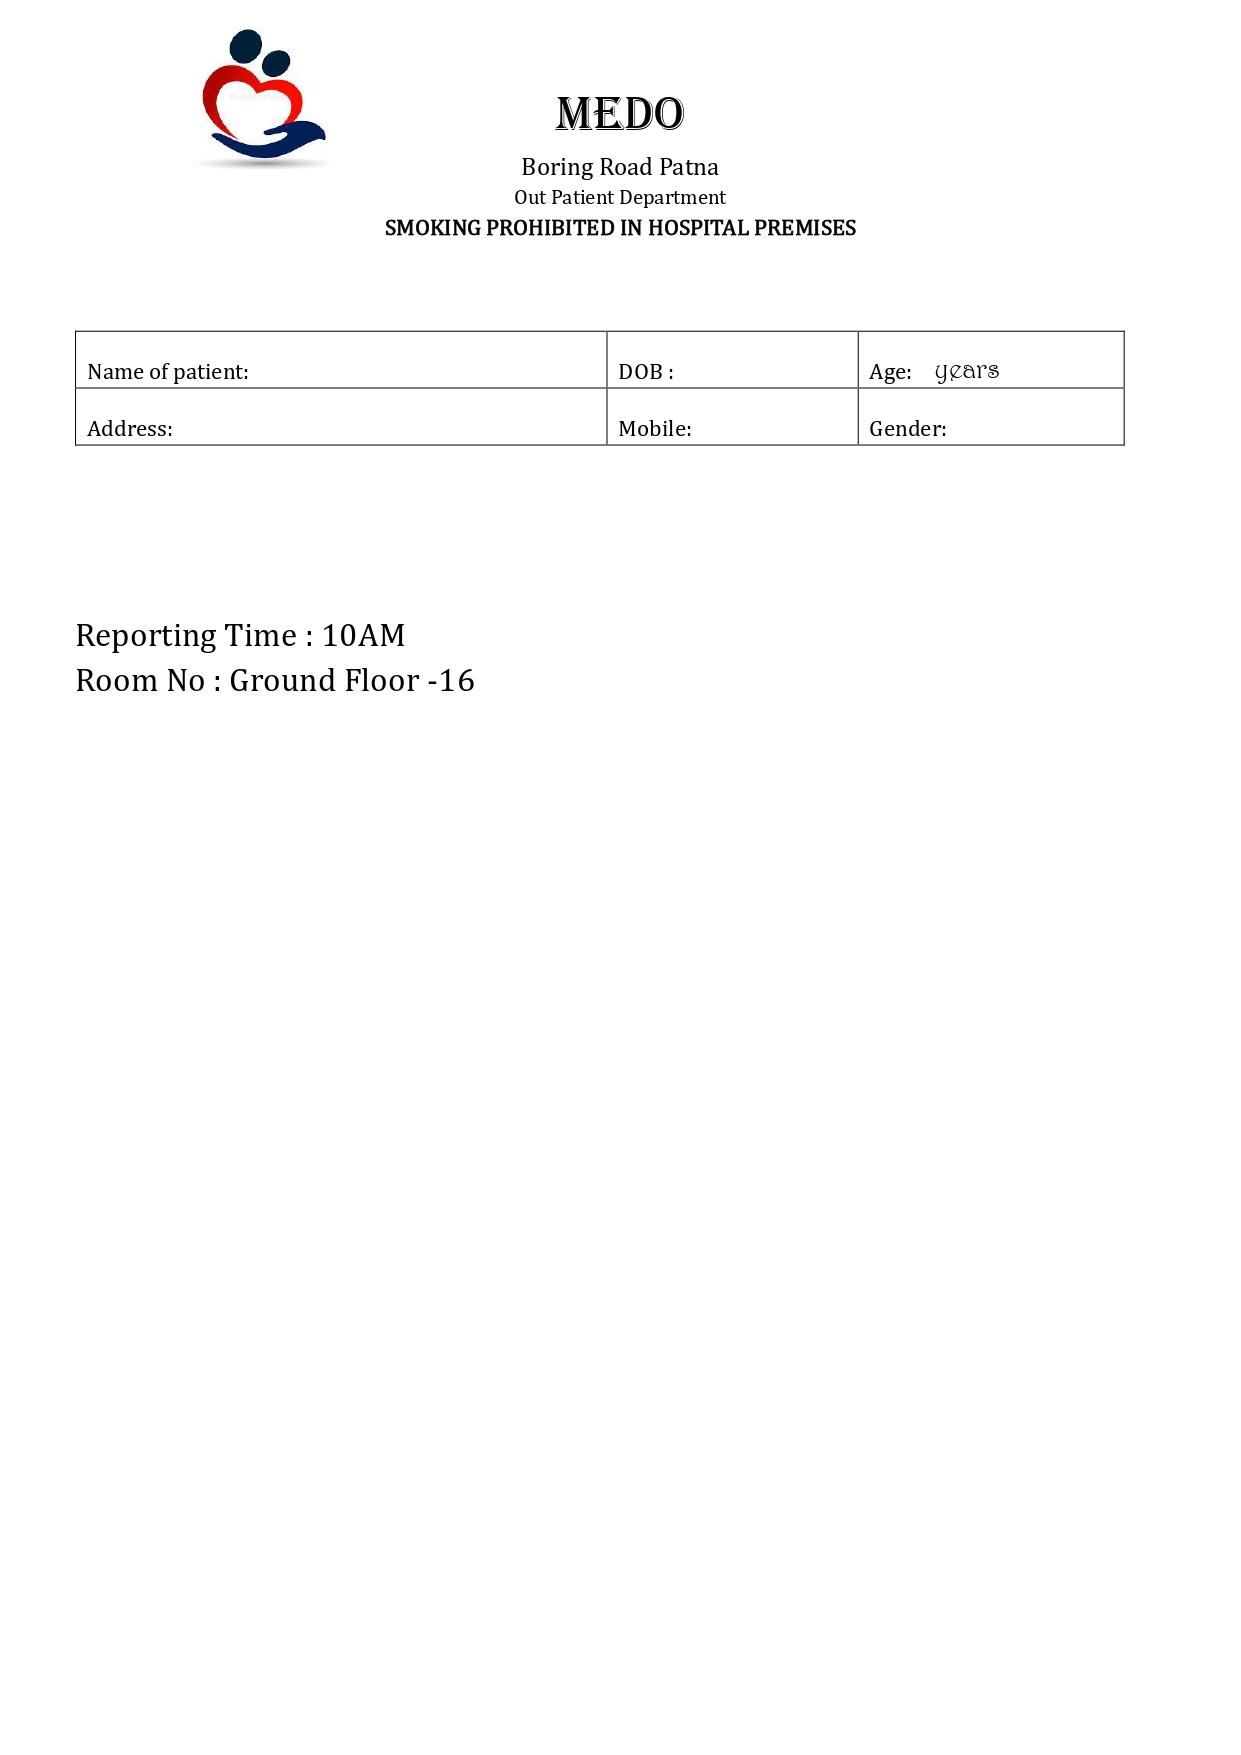 MEDO
Boring Road Patna
Out Patient Department
SMOKING PROHIBITED IN HOSPITAL PREMISES
Name of patient: DOB : Age: years
Address: Mobile: Gender:
Reporting Time : 10AM
Room No : Ground Floor -16